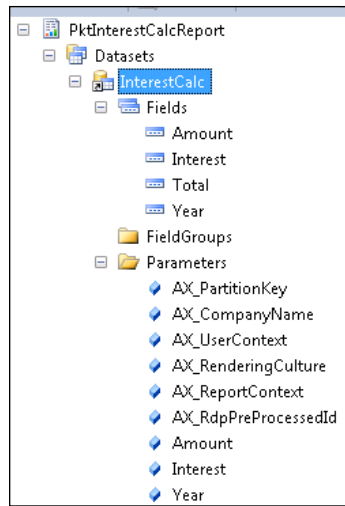 PktInterestCalcReport
Datasets
InterestCalc
Fields
Amount
Interest
Total
Year
FieldGroups
Parameters
AX_PartitionKey
AX_CompanyName
AX_UserContext
AX_RenderingCulture
AX_ReportContext
AX_RdpPreProcessedId
Amount
Interest
Year